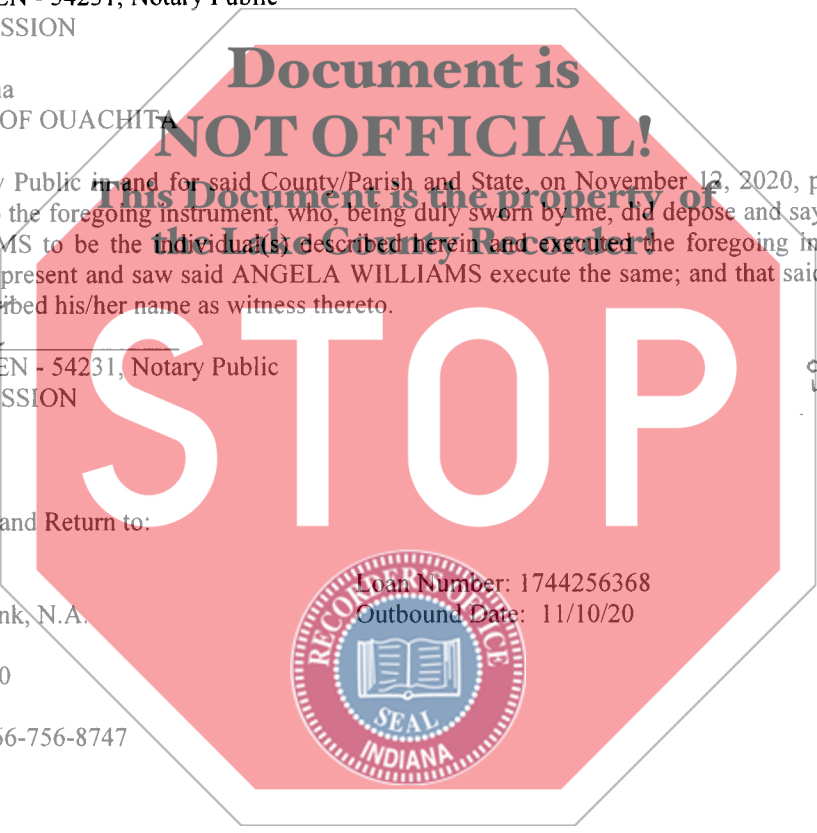 EN - 54231, Notary Public
SSION
Document is
na
OF OUACHITA
NOT OFFICIAL!
y Public in and for said County/Parish and State, on November 12, 2020, p
This Document is the property of
o the foregoing instrument, who, being duly sworn by me, did depose and say
MS to be the individual(s) described herein and executed the foregoing in
the Lake County Recorder!
present and saw said ANGELA WILLIAMS execute the same; and that said
ibed his/her name as witness thereto.
STOP
EN - 54231, Notary Public
SSION
and Return to:
Loan Number: 1744256368
nk, N.A.
Outbound Date: 11/10/20
RECORDER'S OFFICE
SEAL
INDIANA
0
66-756-8747